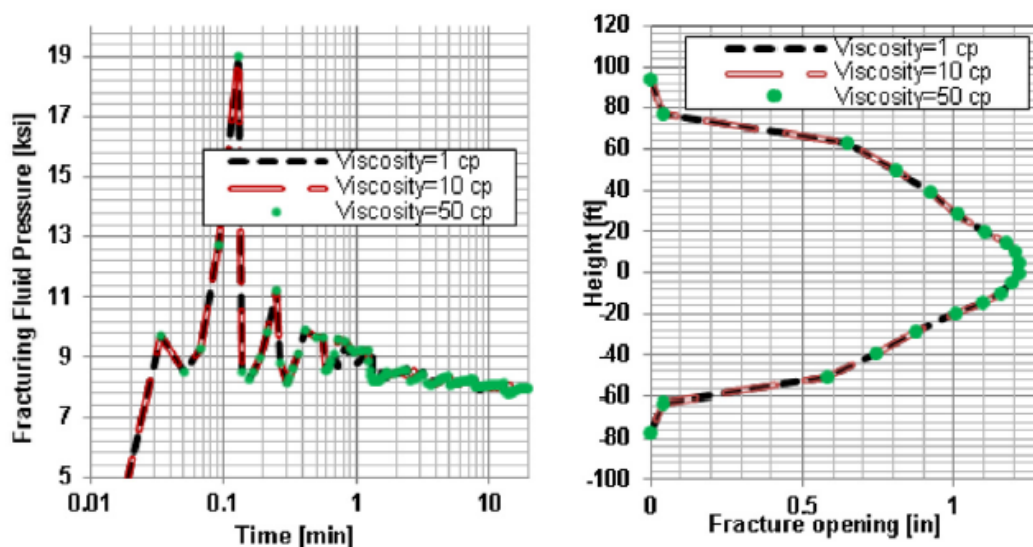 Fracturing Fluid Pressure [ksi]
19
17
13
11
9
7
5
0.01
0.1
1
10
Time [min]
Viscosity=1 cp
Viscosity=10 cp
Viscosity=50 cp
Height [ft]
120
100
80
60
40
20
0
-20
-40
-60
-80
-100
0
0.5
1
Fracture opening [in]
Viscosity=1 cp
Viscosity=10 cp
Viscosity=50 cp